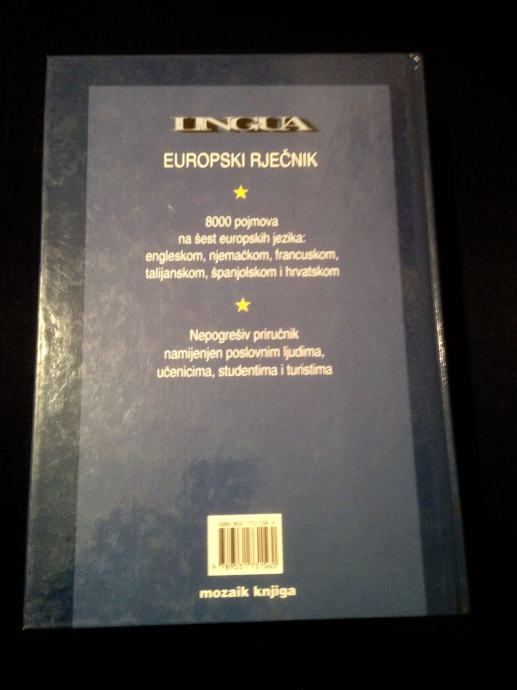 LINGUA
EUROPSKI RJEČNIK
8000 pojmova
na šest europskih jezika:
engleskom, njemačkom, francuskom,
talijanskom, španjolskom i hrvatskom
Nepogrešiv priručnik
namijenjen poslovnim ljudima,
učenicima, studentima i turistima
mozaik knjiga